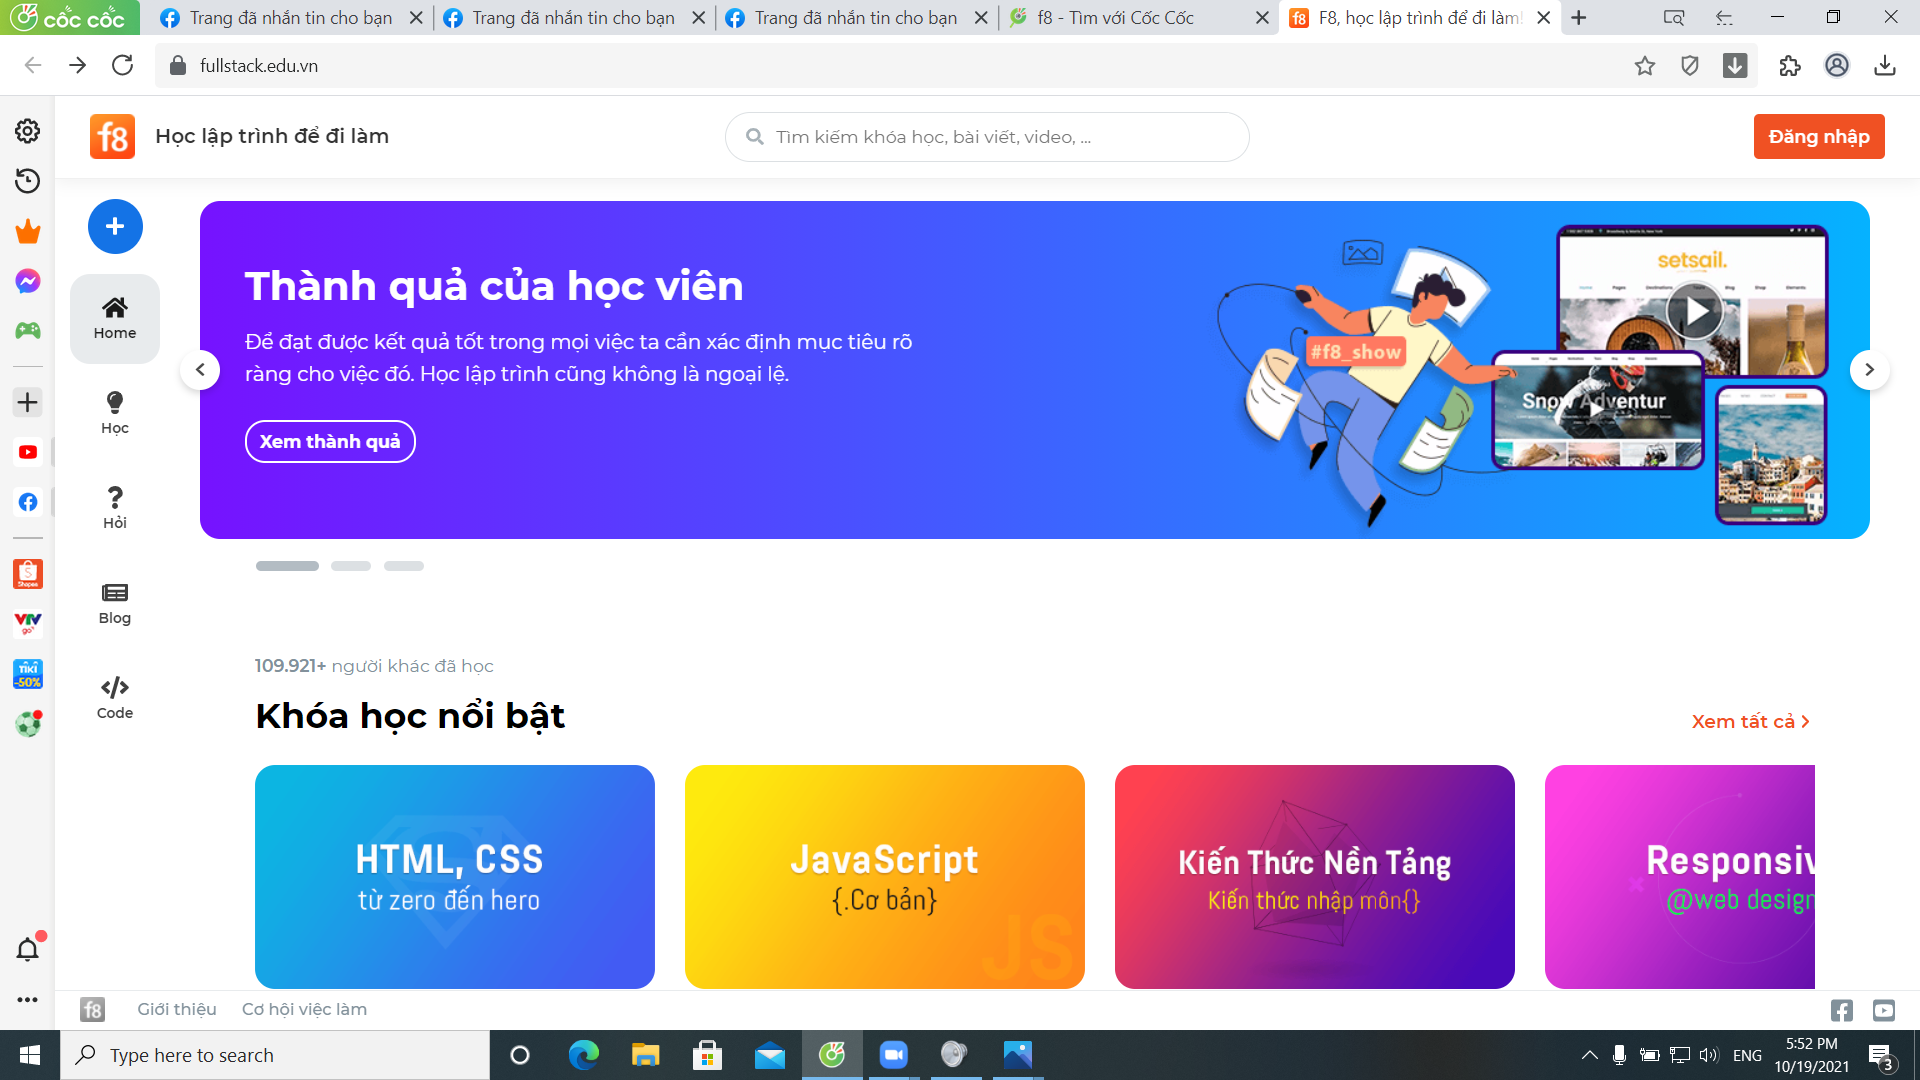 cốc cốc
Trang đã nhắn tin cho bạn
Trang đã nhắn tin cho bạn
Trang đã nhắn tin cho bạn
f8 - Tìm với Cốc Cốc
F8, học lập trình để đi làm!
fullstack.edu.vn
f8
Học lập trình để đi làm
Tìm kiếm khóa học, bài viết, video, ...
Đăng nhập
Home
Học
Hỏi
Blog
Code
Thành quả của học viên
Để đạt được kết quả tốt trong mọi việc ta cần xác định mục tiêu rõ
ràng cho việc đó. Học lập trình cũng không là ngoại lệ.
Xem thành quả
#f8_show
setsail.
Snow Adventur
Shopee
VTV
go
TIKI
-50%
109.921+ người khác đã học
Khóa học nổi bật
Xem tất cả
HTML, CSS
từ zero đến hero
JavaScript
{.Cơ bản}
JS
Kiến Thức Nền Tảng
Kiến thức nhập môn{}
Responsiv
@web design
f8
Giới thiệu
Cơ hội việc làm
Type here to search
ENG
5:52 PM
10/19/2021
3